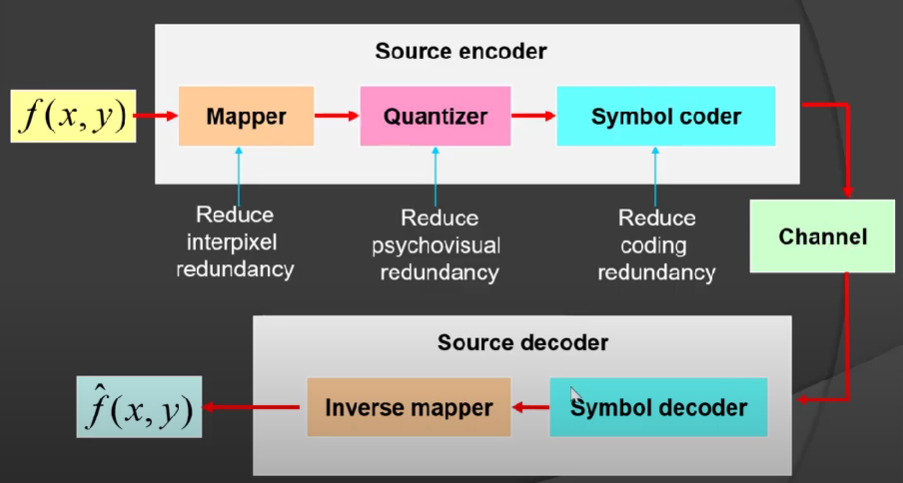 Source encoder
f(x, y)
Mapper
Quantizer
Symbol coder
Reduce
interpixel
redundancy
Reduce
psychovisual
redundancy
Reduce
coding
redundancy
Channel
Source decoder
f̂(x, y)
Inverse mapper
Symbol decoder